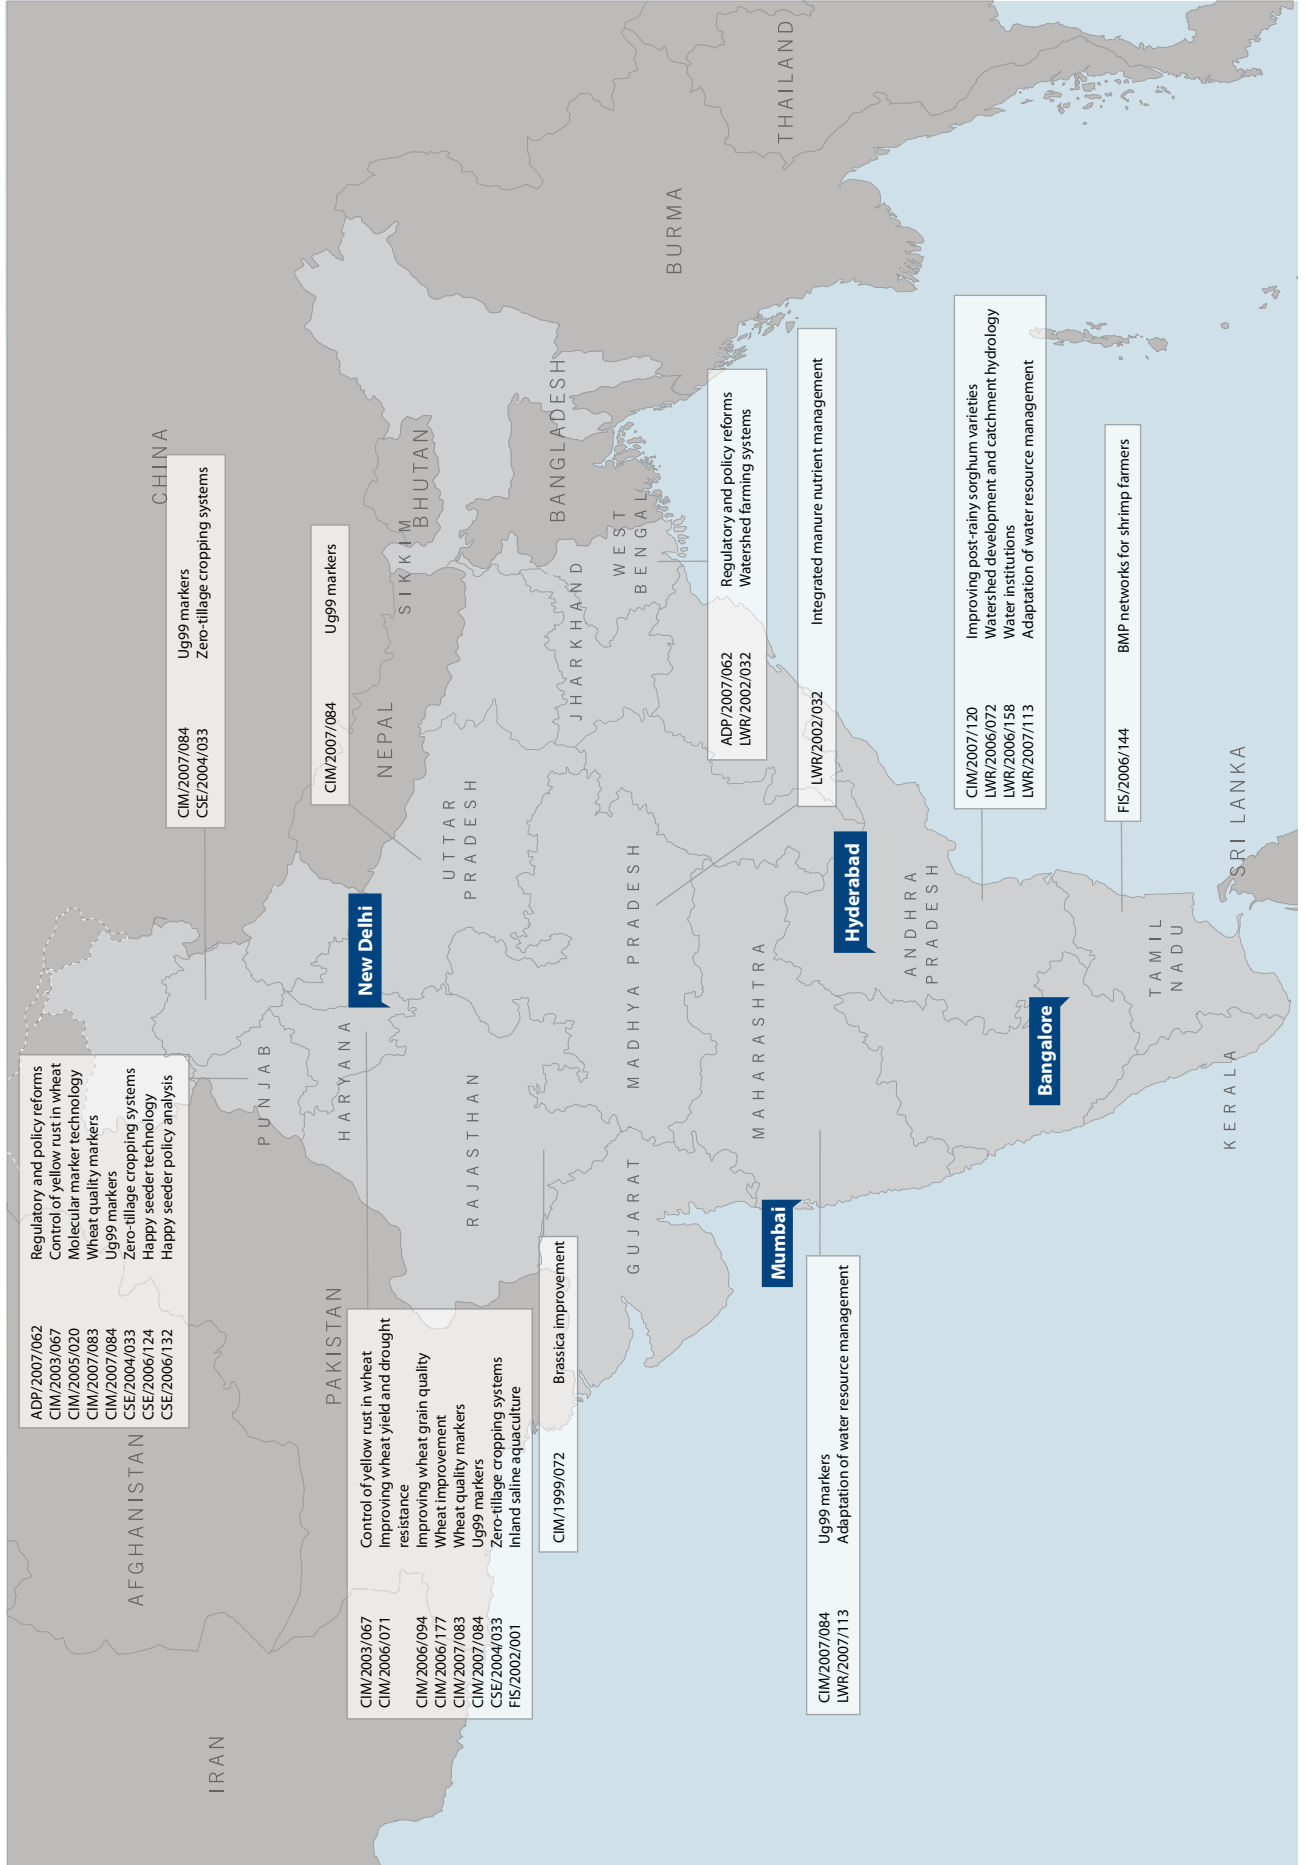 ADP/2007/062 Regulatory and policy reforms
CIM/2003/067 Control of yellow rust in wheat
CIM/2005/020 Molecular marker technology
CIM/2007/083 Wheat quality markers
CIM/2007/084 Ug99 markers
CSE/2004/033 Zero-tillage cropping systems
CSE/2006/124 Happy seeder technology
CSE/2006/132 Happy seeder policy analysis
CHINA
CIM/2007/084 Ug99 markers
CSE/2004/033 Zero-tillage cropping systems
AFGHANISTAN
IRAN
PUNJAB
HARYANA
PAKISTAN
New Delhi
CIM/2007/084 Ug99 markers
NEPAL
SIKKIM
BHUTAN
CIM/2003/067 Control of yellow rust in wheat
CIM/2006/071 Improving wheat yield and drought
resistance
CIM/2006/094 Improving wheat grain quality
CIM/2006/177 Wheat improvement
CIM/2007/083 Wheat quality markers
CIM/2007/084 Ug99 markers
CSE/2004/033 Zero-tillage cropping systems
FIS/2002/001 Inland saline aquaculture
RAJASTHAN
UTTAR
PRADESH
CIM/1999/072 Brassica improvement
BANGLADESH
JHARKHAND
WEST
BENGAL
GUJARAT
MADHYA PRADESH
BURMA
THAILAND
ADP/2007/062 Regulatory and policy reforms
LWR/2002/032 Watershed farming systems
Mumbai
MAHARASHTRA
LWR/2002/032 Integrated manure nutrient management
CIM/2007/084 Ug99 markers
LWR/2007/113 Adaptation of water resource management
Hyderabad
ANDHRA
PRADESH
CIM/2007/120 Improving post-rainy sorghum varieties
LWR/2006/072 Watershed development and catchment hydrology
LWR/2006/158 Water institutions
LWR/2007/113 Adaptation of water resource management
Bangalore
FIS/2006/144 BMP networks for shrimp farmers
TAMIL
NADU
KERALA
SRI LANKA